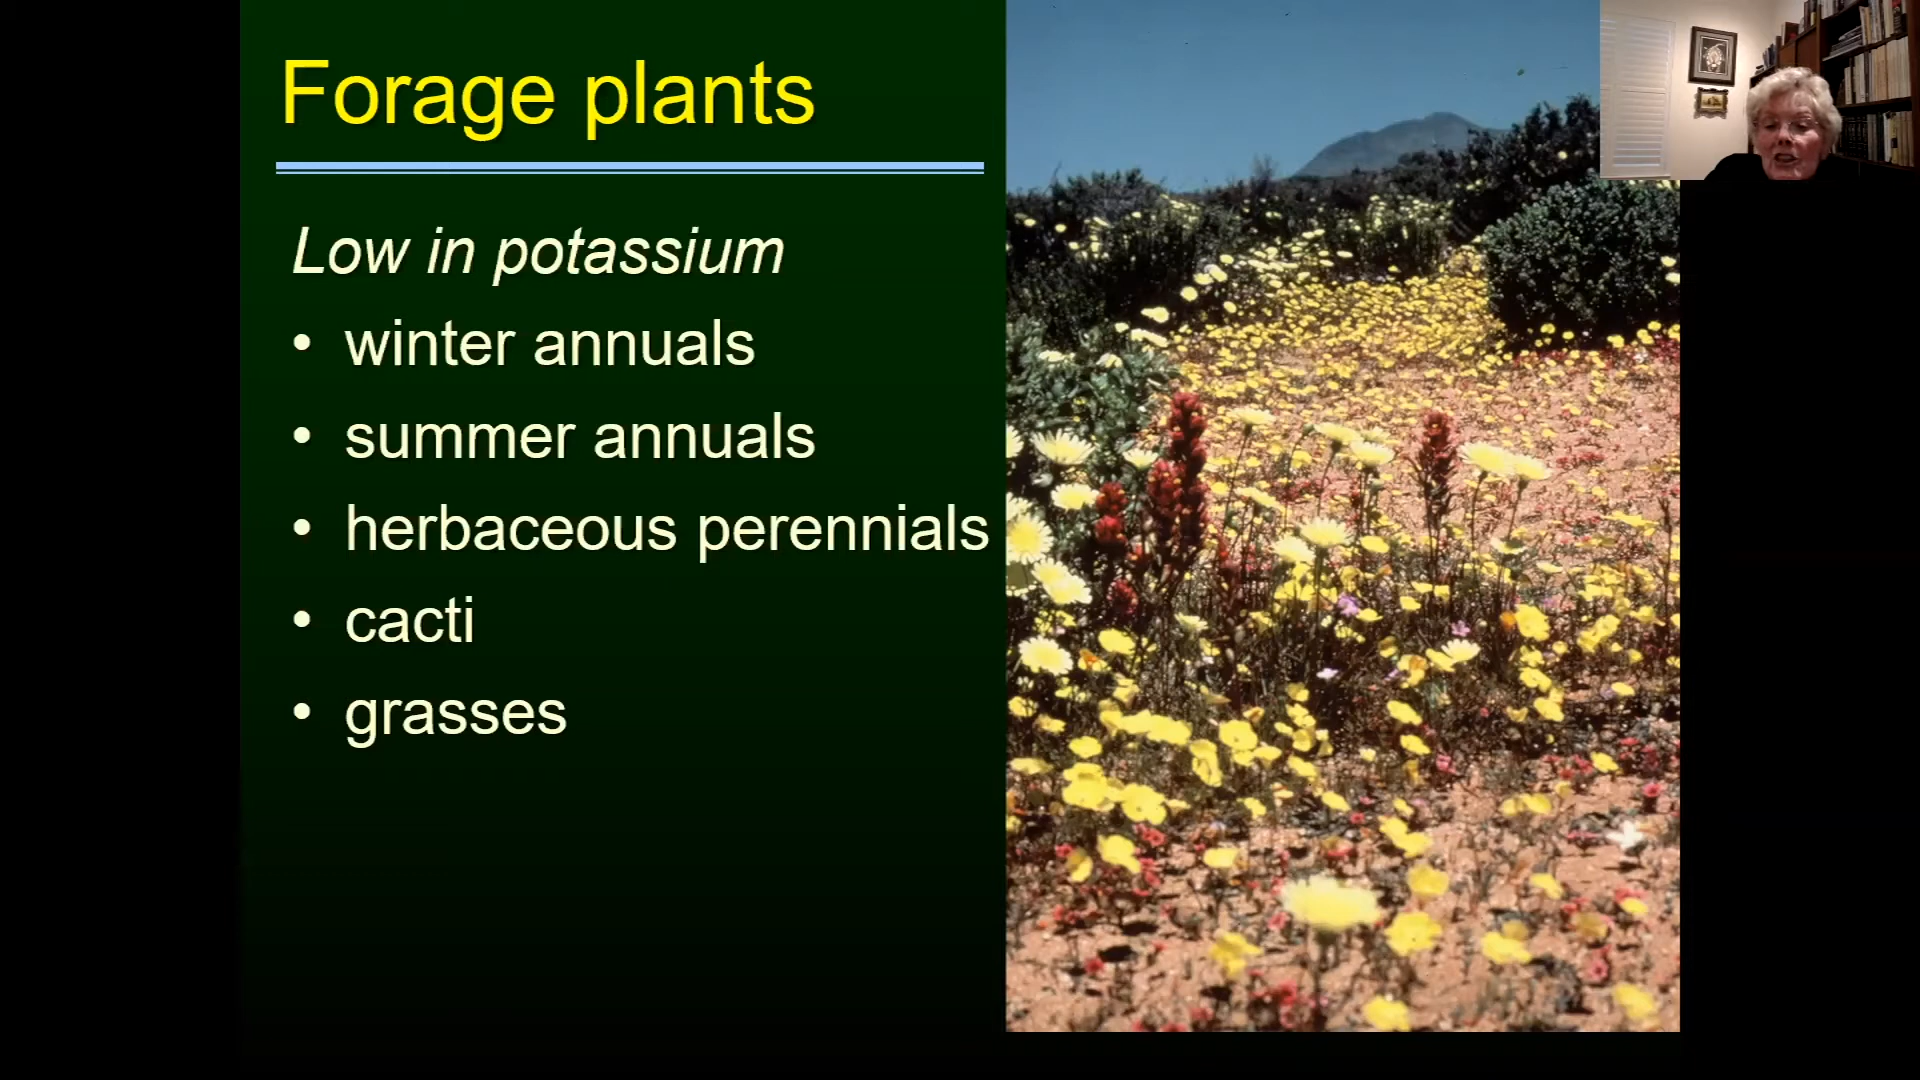 Forage plants
Low in potassium
• winter annuals
• summer annuals
• herbaceous perennials
• cacti
• grasses